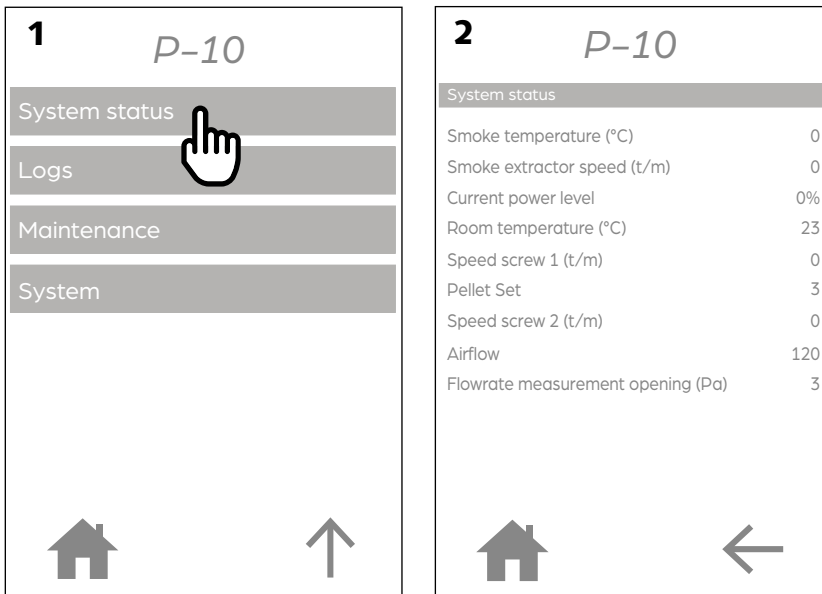 1
P-10
System status
Logs
Maintenance
System
2
P-10
System status
Smoke temperature (°C) 0
Smoke extractor speed (t/m) 0
Current power level 0%
Room temperature (°C) 23
Speed screw 1 (t/m) 0
Pellet Set 3
Speed screw 2 (t/m) 0
Airflow 120
Flowrate measurement opening (Pa) 3